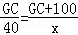 GC/40 = GC+100/x